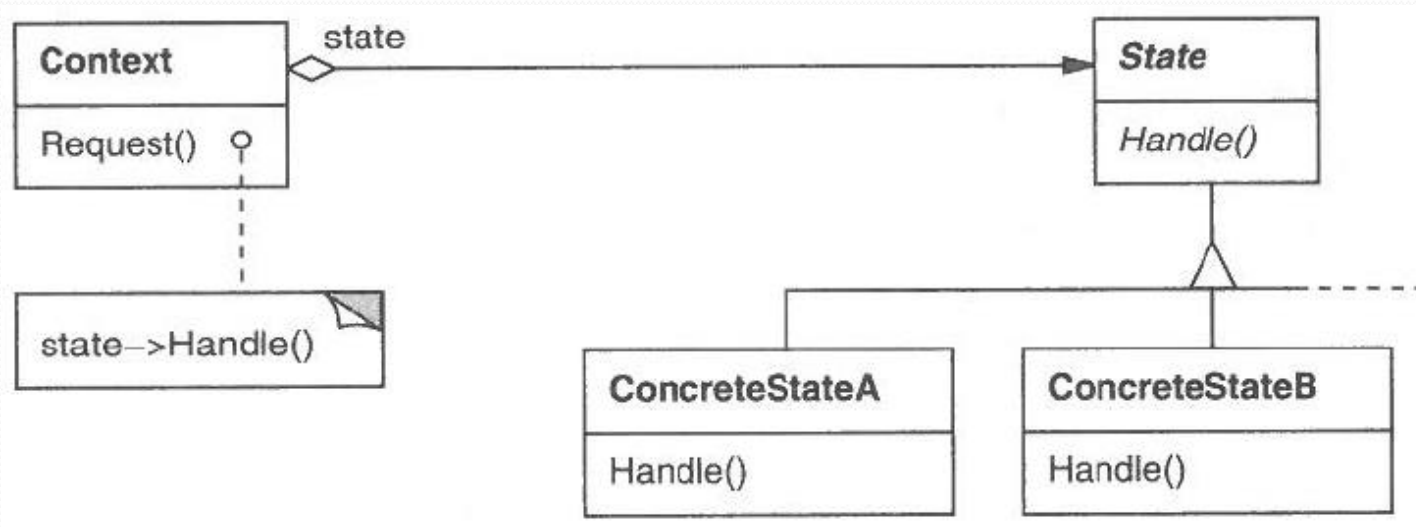 state
Context
State
Request()
Handle()
state->Handle()
ConcreteStateA
ConcreteStateB
Handle()
Handle()